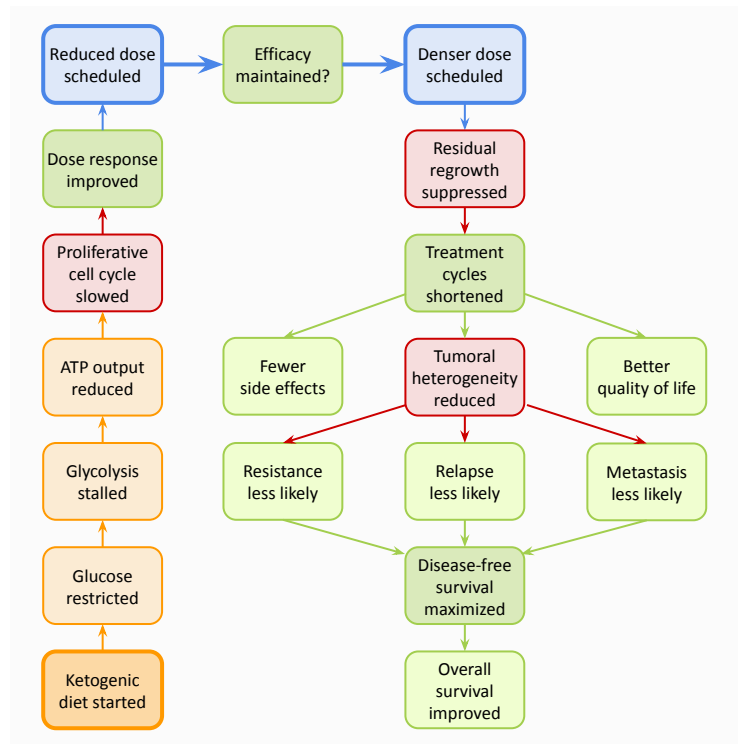 Reduced dose
scheduled
Efficacy
maintained?
Denser dose
scheduled
Dose response
improved
Residual
regrowth
suppressed
Proliferative
cell cycle
slowed
Treatment
cycles
shortened
ATP output
reduced
Fewer
side effects
Tumoral
heterogeneity
reduced
Better
quality of life
Glycolysis
stalled
Resistance
less likely
Relapse
less likely
Metastasis
less likely
Glucose
restricted
Disease-free
survival
maximized
Ketogenic
diet started
Overall
survival
improved